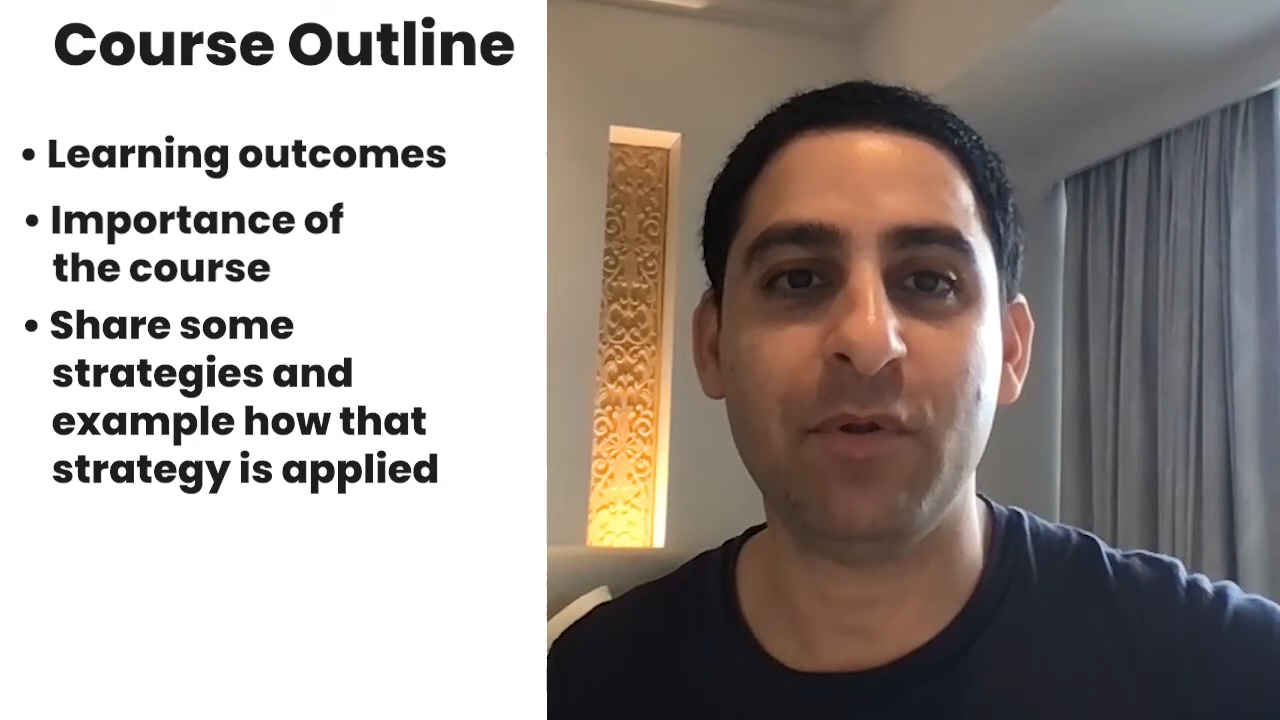 Course Outline
• Learning outcomes
• Importance of
the course
• Share some
strategies and
example how that
strategy is applied